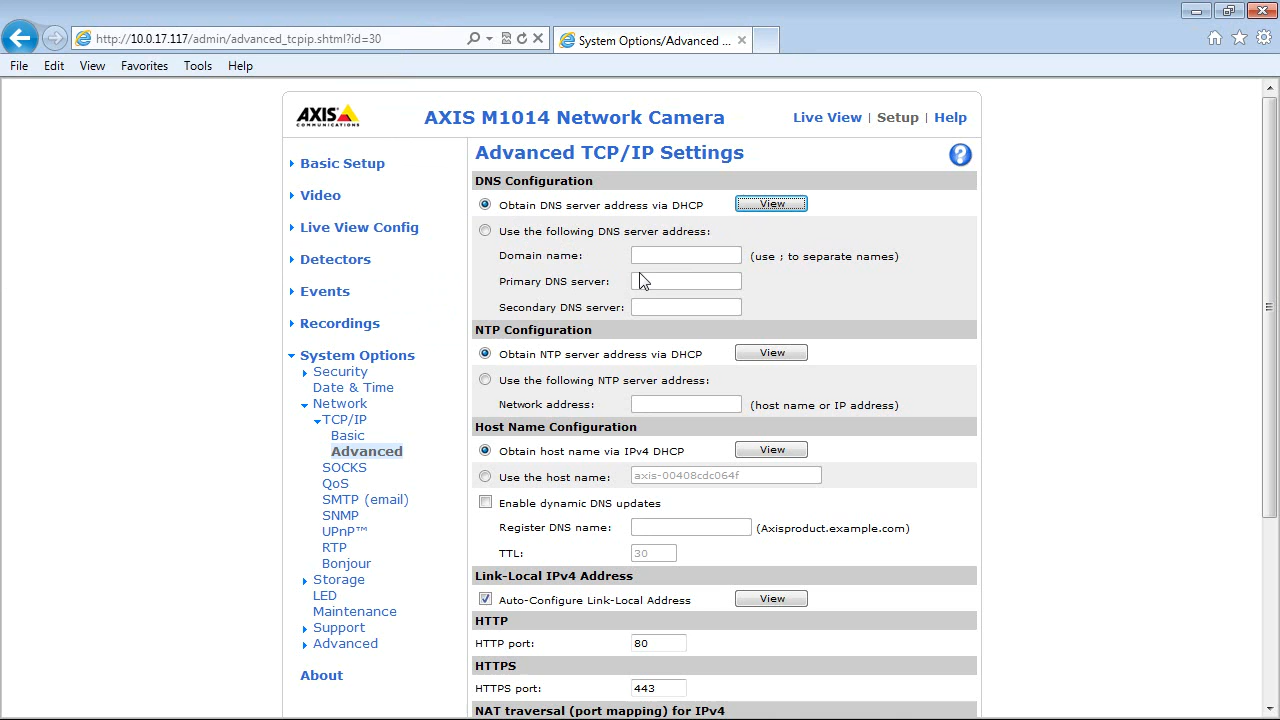 http://10.0.17.117/admin/advanced_tcpip.shtml?id=30
System Options/Advanced ...
File Edit View Favorites Tools Help
AXIS
COMMUNICATIONS
AXIS M1014 Network Camera
Live View | Setup | Help
Basic Setup
Video
Live View Config
Detectors
Events
Recordings
System Options
Security
Date & Time
Network
TCP/IP
Basic
Advanced
SOCKS
QoS
SMTP (email)
SNMP
UPnP™
RTP
Bonjour
Storage
LED
Maintenance
Support
Advanced
About
Advanced TCP/IP Settings
?
DNS Configuration
Obtain DNS server address via DHCP View
Use the following DNS server address:
Domain name: (use ; to separate names)
Primary DNS server:
Secondary DNS server:
NTP Configuration
Obtain NTP server address via DHCP View
Use the following NTP server address:
Network address: (host name or IP address)
Host Name Configuration
Obtain host name via IPv4 DHCP View
Use the host name: axis-00408cdc064f
Enable dynamic DNS updates
Register DNS name: (Axisproduct.example.com)
TTL: 30
Link-Local IPv4 Address
Auto-Configure Link-Local Address View
HTTP
HTTP port: 80
HTTPS
HTTPS port: 443
NAT traversal (port mapping) for IPv4